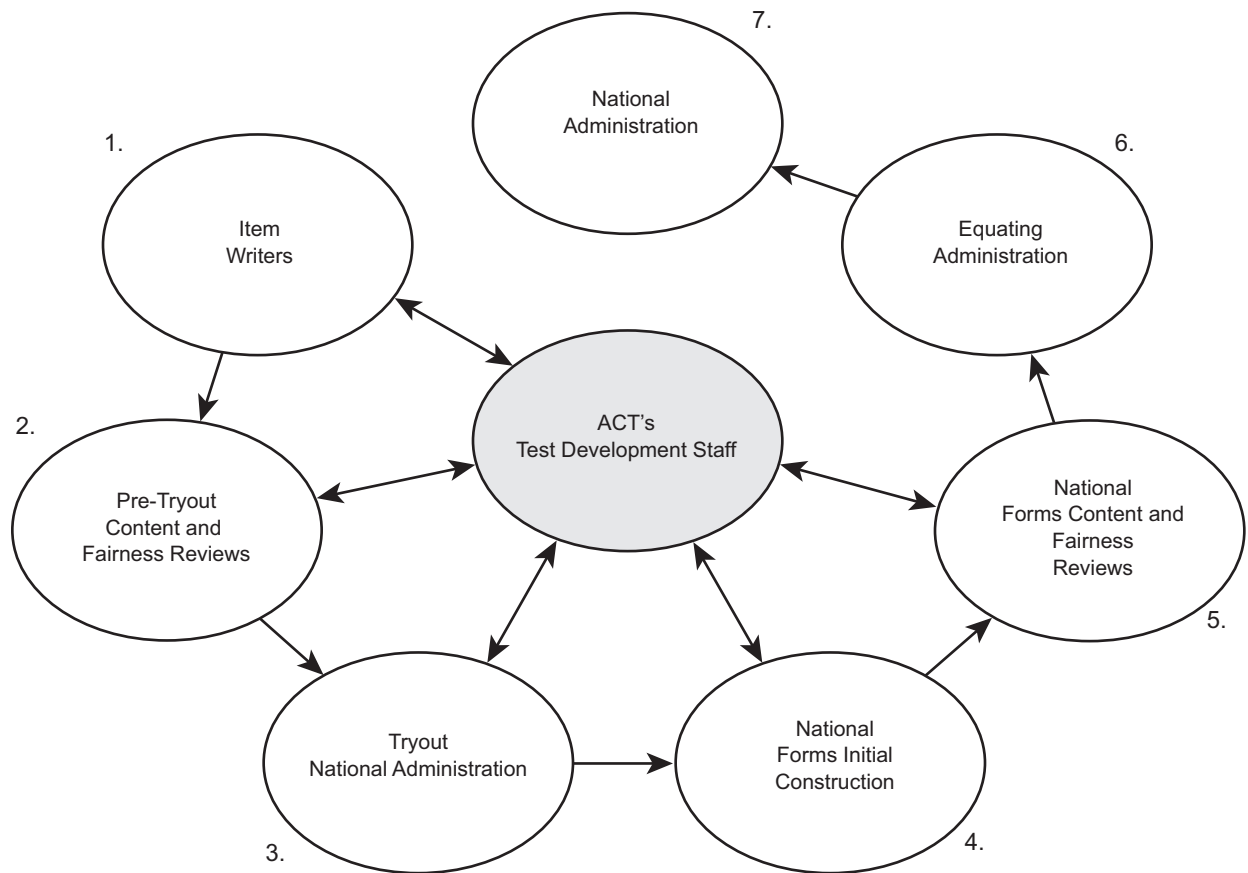 1.
Item
Writers
2.
Pre-Tryout
Content and
Fairness Reviews
3.
Tryout
National Administration
4.
National
Forms Initial
Construction
5.
National
Forms Content and
Fairness
Reviews
6.
Equating
Administration
7.
National
Administration
ACT’s
Test Development Staff